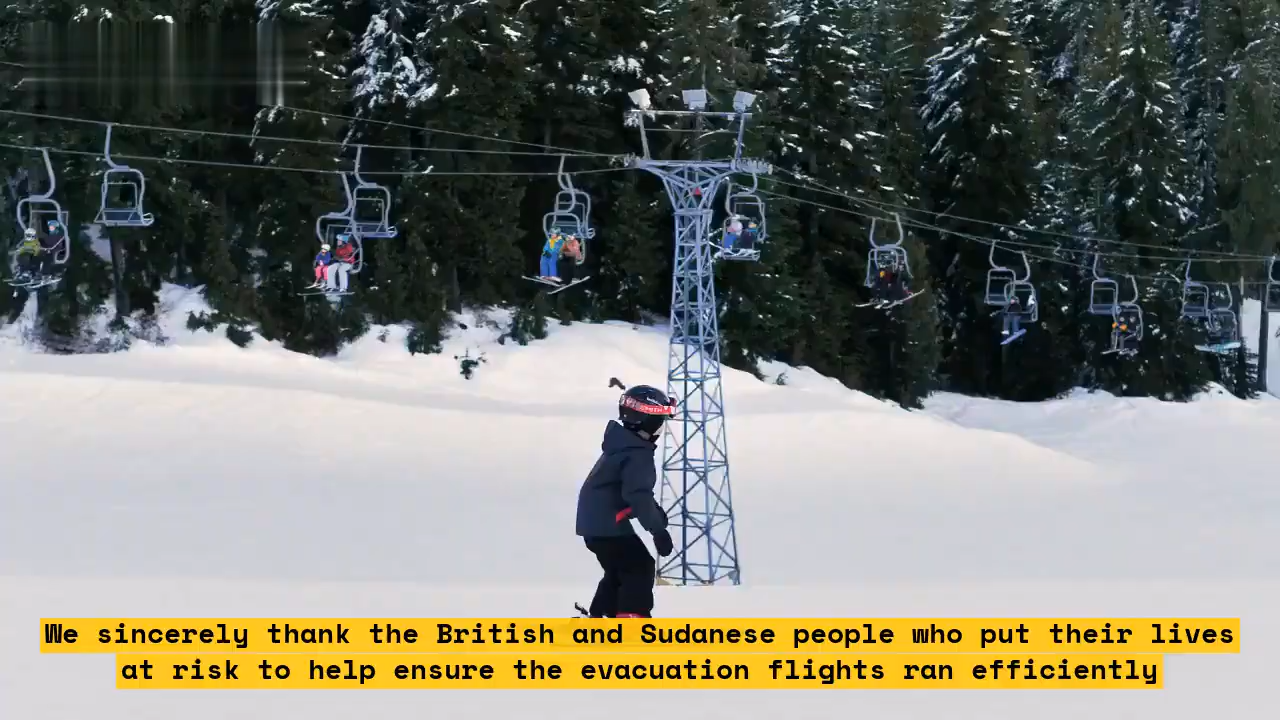 We sincerely thank the British and Sudanese people who put their lives
at risk to help ensure the evacuation flights ran efficiently